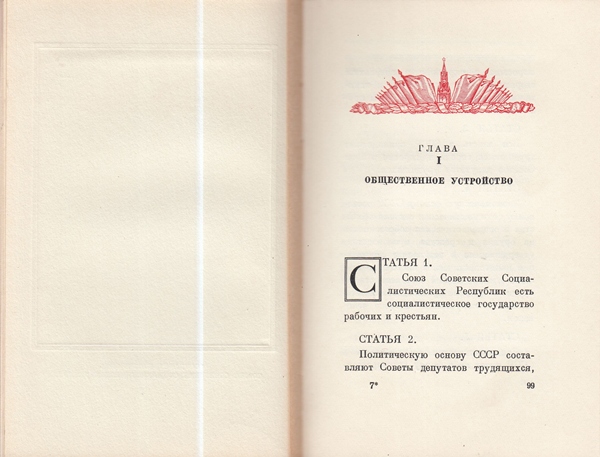 ГЛАВА
I
ОБЩЕСТВЕННОЕ УСТРОЙСТВО
СТАТЬЯ 1.
Союз Советских Социа-
листических Республик есть
социалистическое государство
рабочих и крестьян.
СТАТЬЯ 2.
Политическую основу СССР состав-
ляют Советы депутатов трудящихся,
7* 99